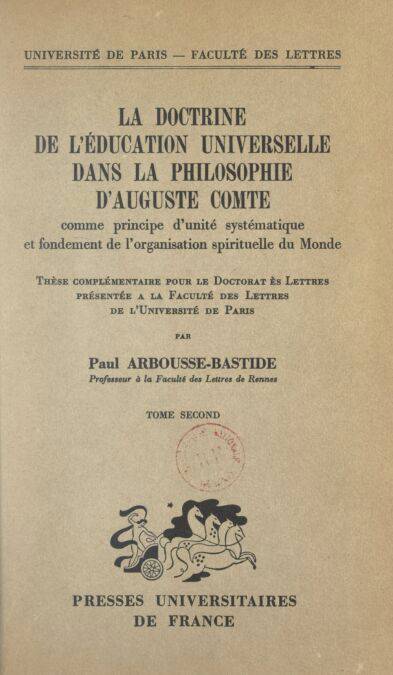 UNIVERSITÉ DE PARIS — FACULTÉ DES LETTRES
LA DOCTRINE
DE L'ÉDUCATION UNIVERSELLE
DANS LA PHILOSOPHIE
D'AUGUSTE COMTE
comme principe d'unité systématique
et fondement de l'organisation spirituelle du Monde
THÈSE COMPLÉMENTAIRE POUR LE DOCTORAT ÈS LETTRES
PRÉSENTÉE A LA FACULTÉ DES LETTRES
DE L'UNIVERSITÉ DE PARIS
PAR
Paul ARBOUSSE-BASTIDE
Professeur à la Faculté des Lettres de Rennes
TOME SECOND
PRESSES UNIVERSITAIRES
DE FRANCE